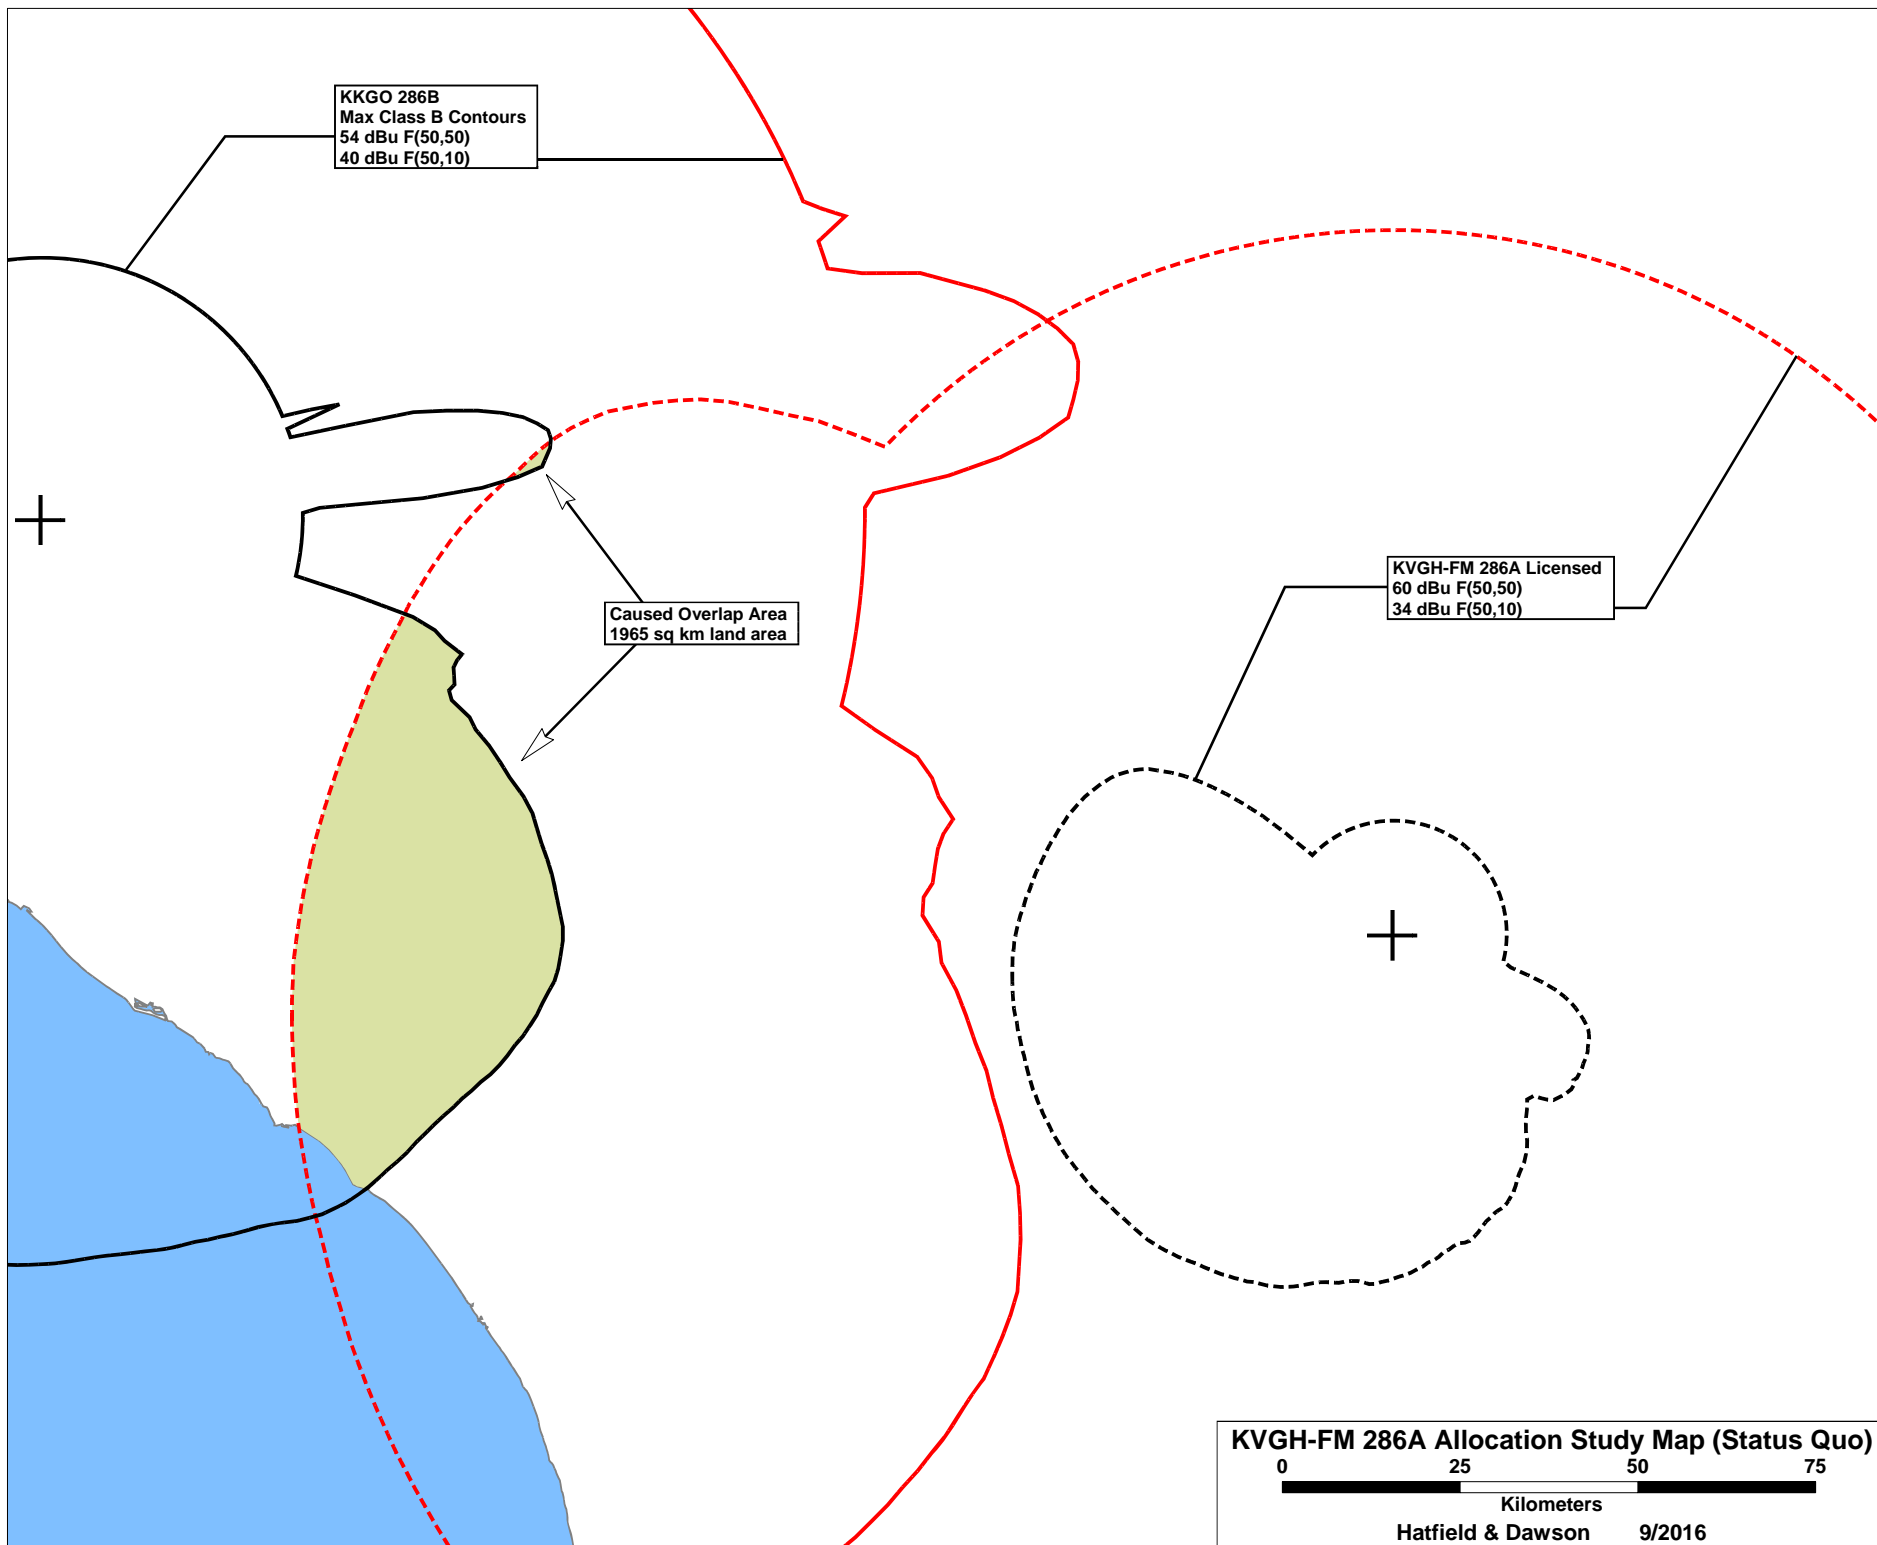 KKGO 286B
Max Class B Contours
54 dBu F(50,50)
40 dBu F(50,10)
KVGH-FM 286A Licensed
60 dBu F(50,50)
34 dBu F(50,10)
Caused Overlap Area
1965 sq km land area
KVGH-FM 286A Allocation Study Map (Status Quo)
0 25 50 75
Kilometers
Hatfield & Dawson 9/2016